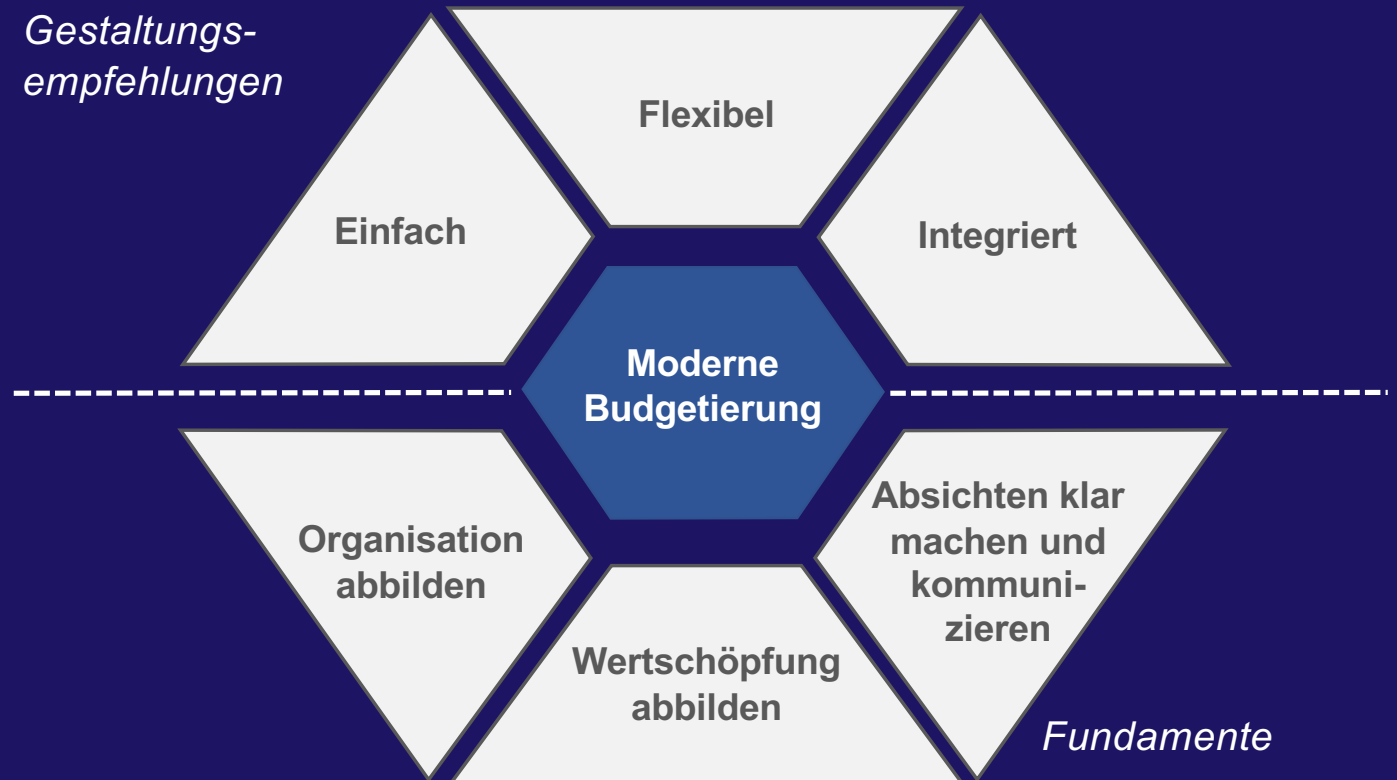 Gestaltungs-
empfehlungen
Flexibel
Einfach
Integriert
Moderne
Budgetierung
Organisation
abbilden
Wertschöpfung
abbilden
Absichten klar
machen und
kommuni-
zieren
Fundamente